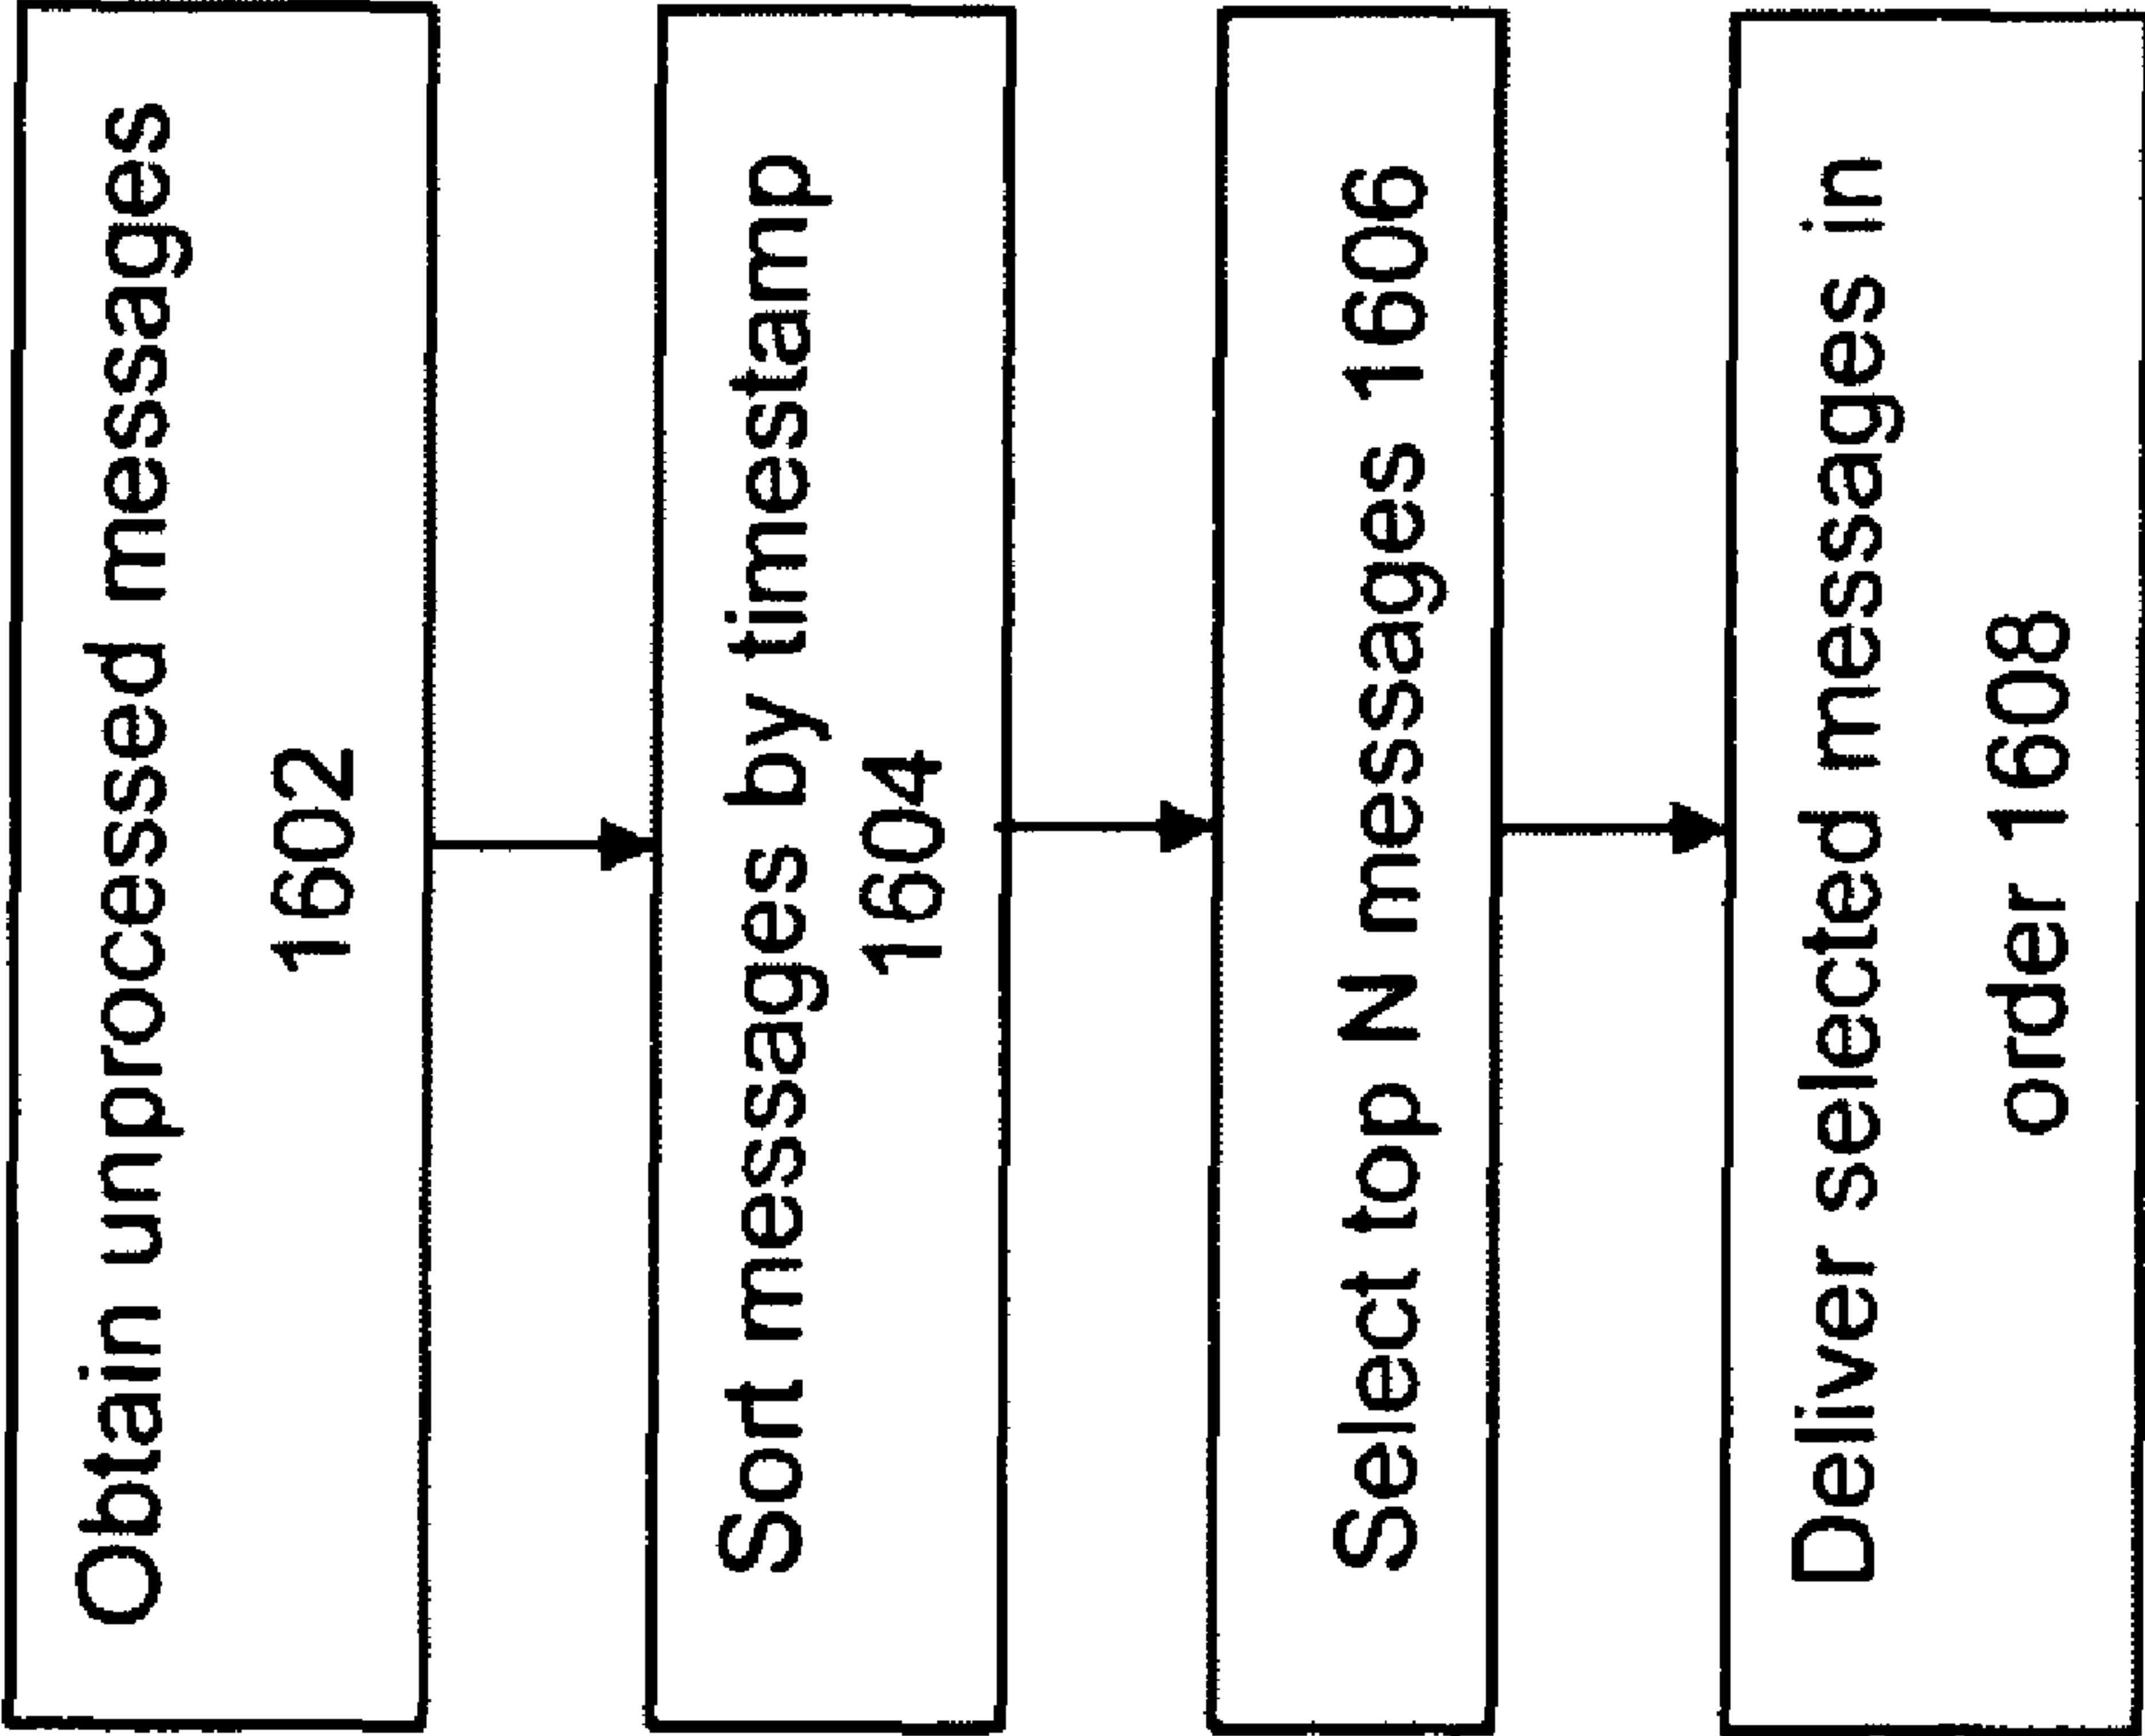 Obtain unprocessed messages
1602
Sort messages by timestamp
1604
Select top N messages 1606
Deliver selected messages in
order 1608